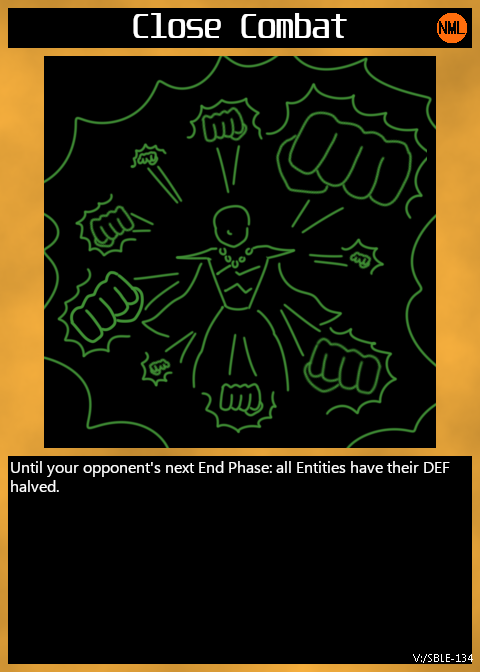 Close Combat
NML
Until your opponent's next End Phase: all Entities have their DEF
halved.
V:/SBLE-134